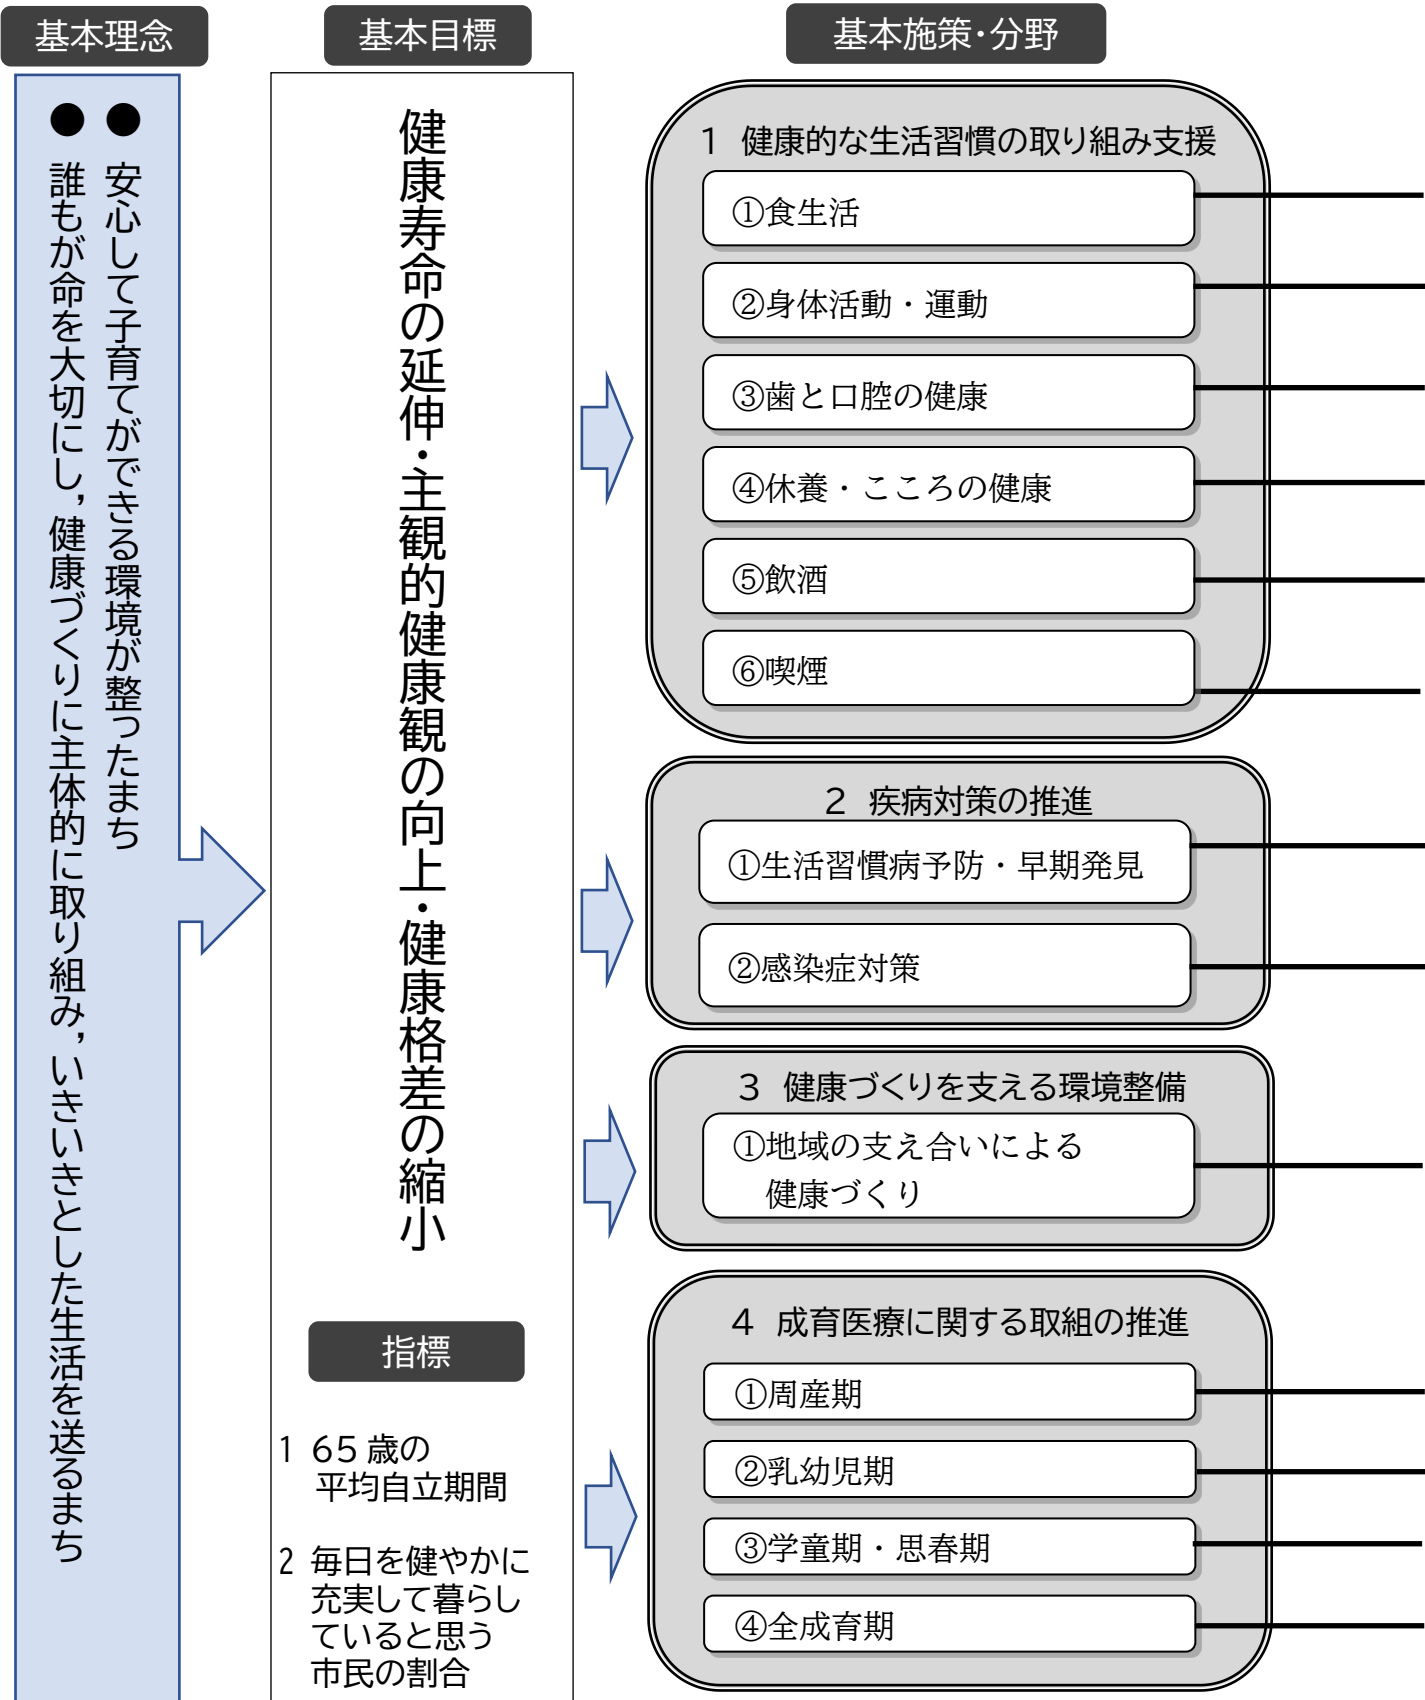 基本理念
基本目標
基本施策・分野
● 安心して子育てができる環境が整ったまち
● 誰もが命を大切にし,健康づくりに主体的に取り組み,いきいきとした生活を送るまち
健康寿命の延伸・主観的健康観の向上・健康格差の縮小
指標
1 65歳の
平均自立期間
2 毎日を健やかに
充実して暮らし
ていると思う
市民の割合
1 健康的な生活習慣の取り組み支援
①食生活
②身体活動・運動
③歯と口腔の健康
④休養・こころの健康
⑤飲酒
⑥喫煙
2 疾病対策の推進
①生活習慣病予防・早期発見
②感染症対策
3 健康づくりを支える環境整備
①地域の支え合いによる
健康づくり
4 成育医療に関する取組の推進
①周産期
②乳幼児期
③学童期・思春期
④全成育期